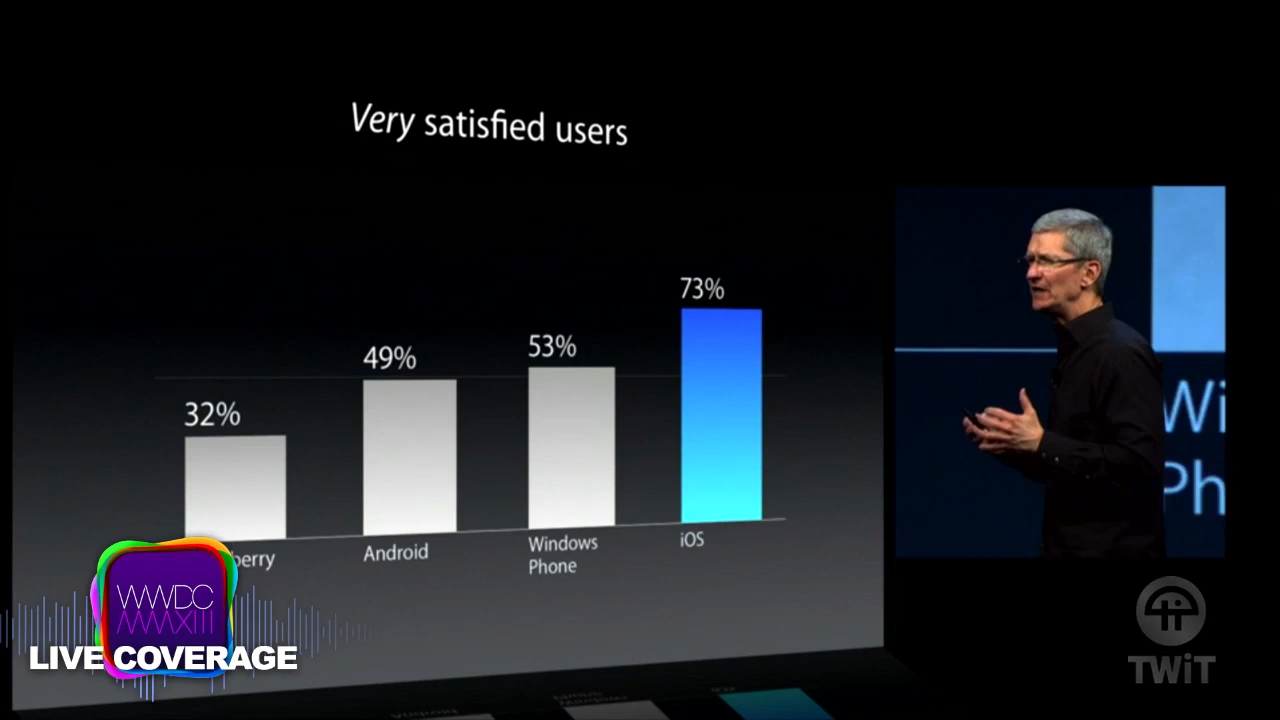 Very satisfied users
73%
53%
49%
32%
berry
Android
Windows
Phone
iOS
Wi
Ph
WWDC
MMXIII
LIVE COVERAGE
TWiT